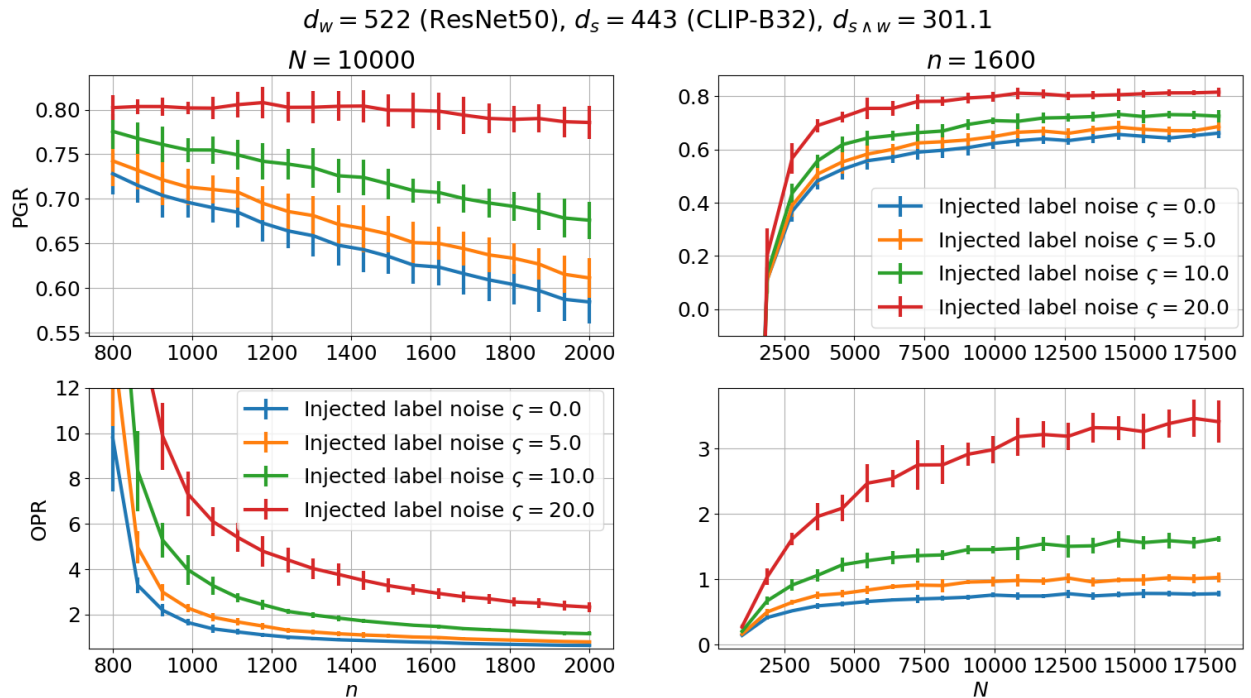 d_w = 522 (ResNet50), d_s = 443 (CLIP-B32), d_{s∧w} = 301.1
N = 10000
PGR
0.80
0.75
0.70
0.65
0.60
0.55
800 1000 1200 1400 1600 1800 2000
n = 1600
0.8
0.6
0.4
0.2
0.0
Injected label noise ς = 0.0
Injected label noise ς = 5.0
Injected label noise ς = 10.0
Injected label noise ς = 20.0
2500 5000 7500 10000 12500 15000 17500
OPR
12
10
8
6
4
2
Injected label noise ς = 0.0
Injected label noise ς = 5.0
Injected label noise ς = 10.0
Injected label noise ς = 20.0
800 1000 1200 1400 1600 1800 2000
n
3
2
1
0
2500 5000 7500 10000 12500 15000 17500
N